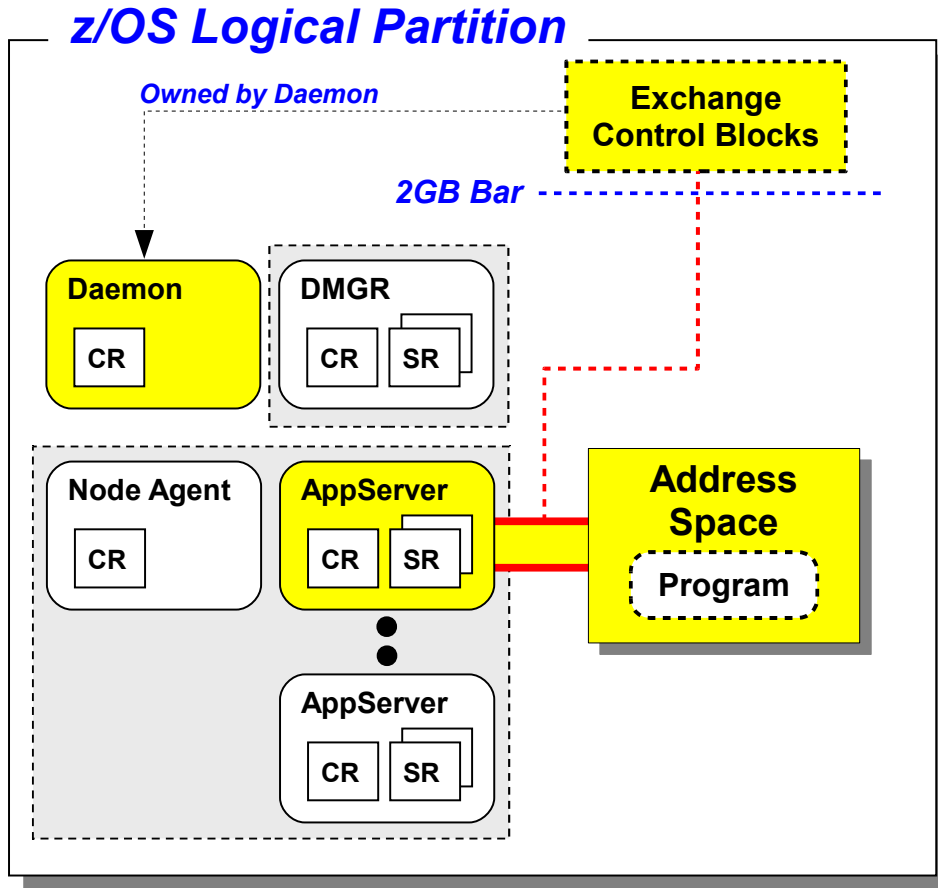 z/OS Logical Partition
Owned by Daemon
Exchange
Control Blocks
2GB Bar
Daemon
CR
DMGR
CR
SR
Node Agent
CR
AppServer
CR
SR
Address
Space
Program
AppServer
CR
SR